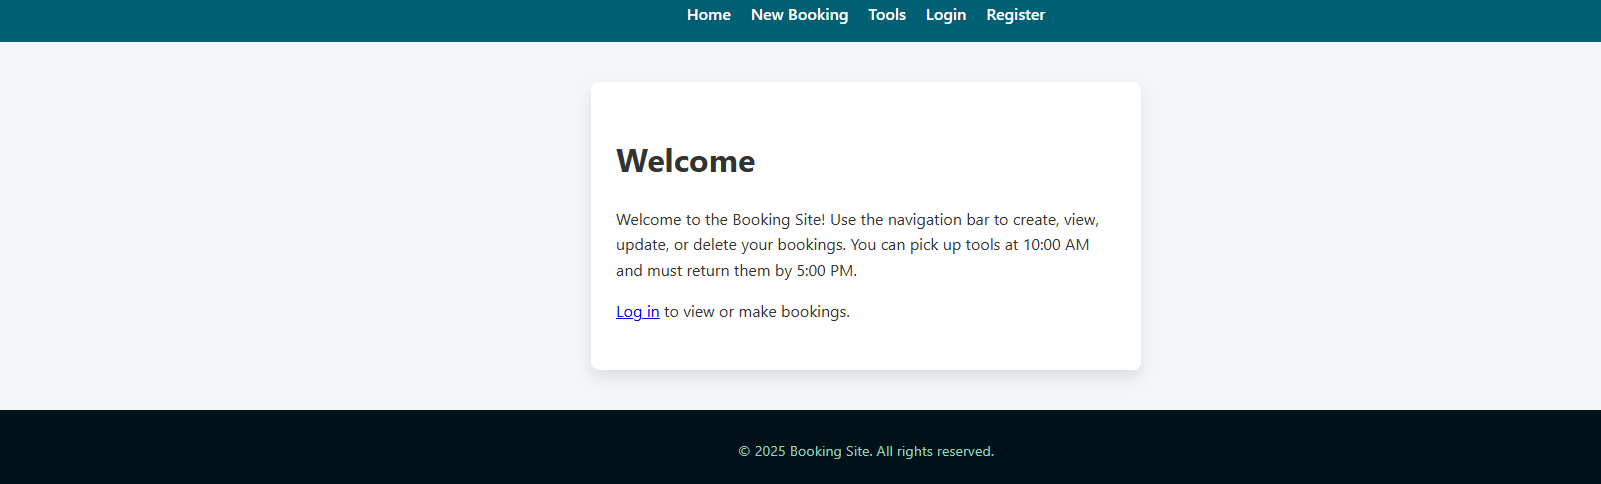 Home New Booking Tools Login Register
Welcome
Welcome to the Booking Site! Use the navigation bar to create, view,
update, or delete your bookings. You can pick up tools at 10:00 AM
and must return them by 5:00 PM.
Log in to view or make bookings.
© 2025 Booking Site. All rights reserved.